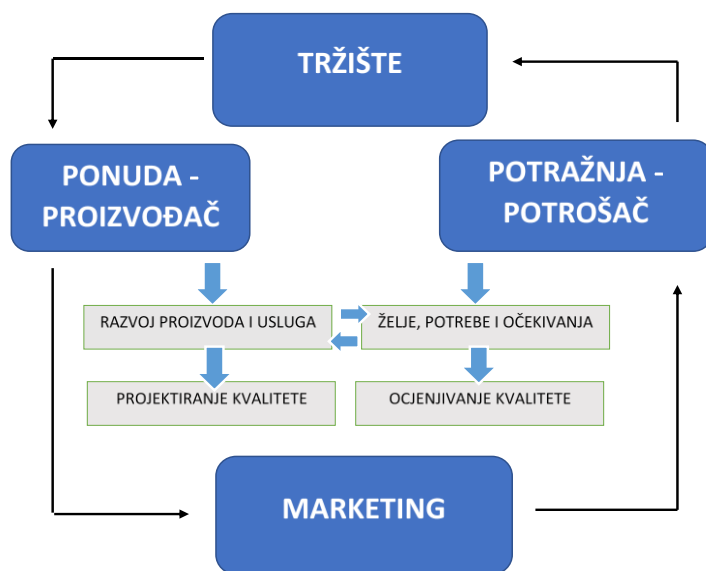 TRŽIŠTE
PONUDA -
PROIZVOĐAČ
POTRAŽNJA -
POTROŠAČ
RAZVOJ PROIZVODA I USLUGA
ŽELJE, POTREBE I OČEKIVANJA
PROJEKTIRANJE KVALITETE
OCJENJIVANJE KVALITETE
MARKETING